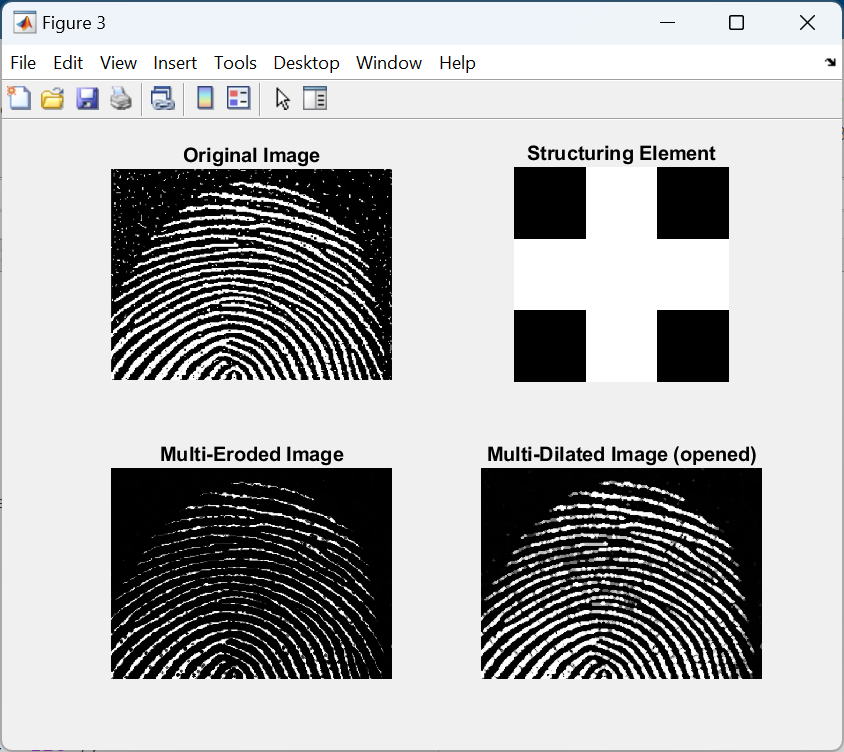 Figure 3
File Edit View Insert Tools Desktop Window Help
Original Image
Structuring Element
Multi-Eroded Image
Multi-Dilated Image (opened)